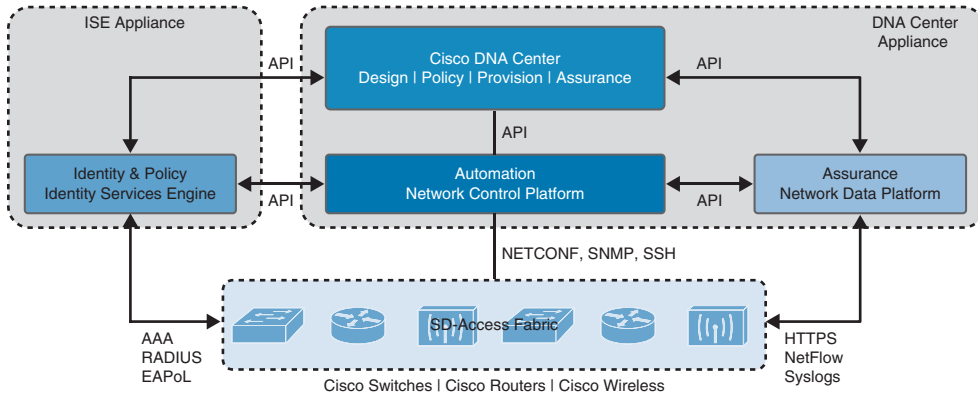 ISE Appliance
DNA Center
Appliance
Cisco DNA Center
Design | Policy | Provision | Assurance
API
API
API
Identity & Policy
Identity Services Engine
Automation
Network Control Platform
Assurance
Network Data Platform
API
API
NETCONF, SNMP, SSH
SD-Access Fabric
AAA
RADIUS
EAPoL
HTTPS
NetFlow
Syslogs
Cisco Switches | Cisco Routers | Cisco Wireless